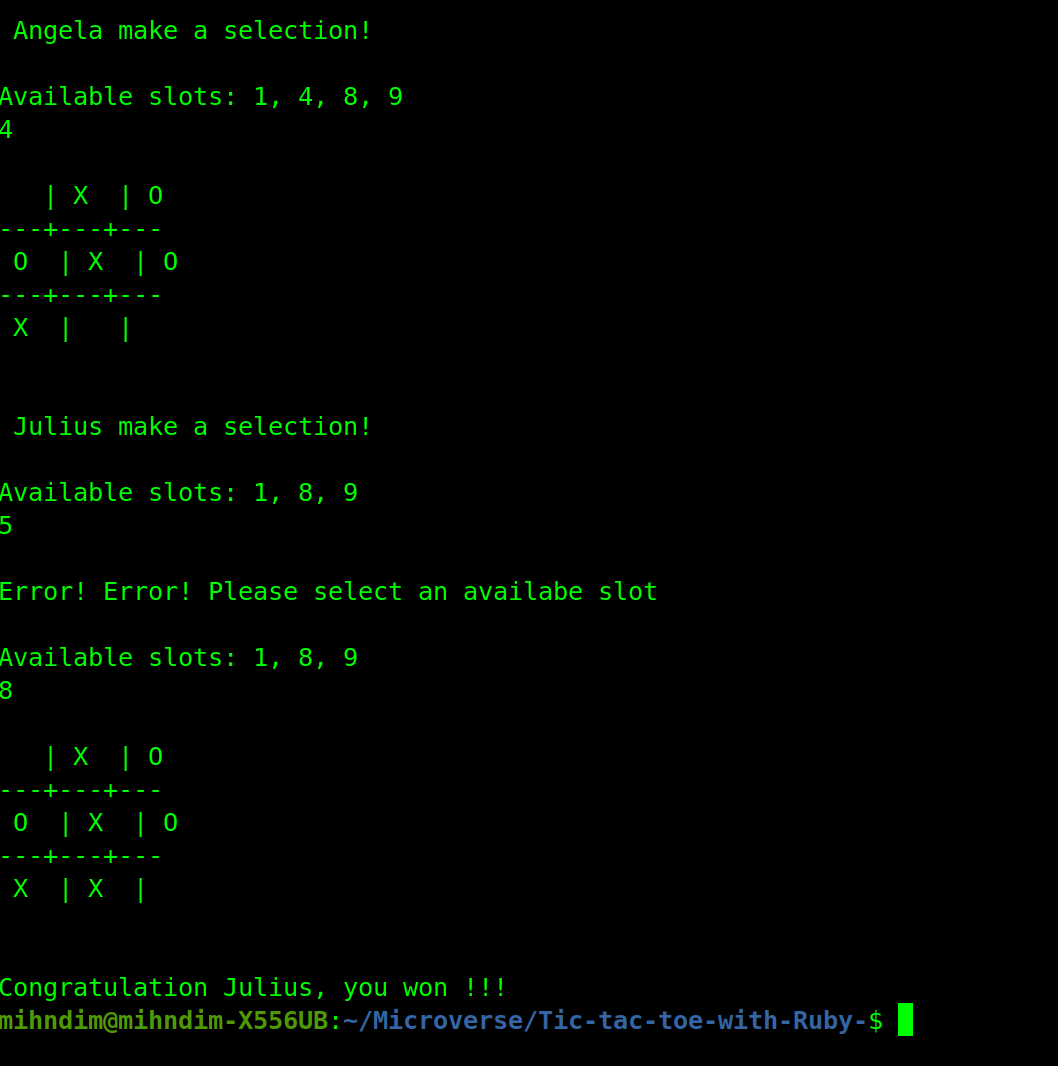 Angela make a selection!

Available slots: 1, 4, 8, 9
4

   | X  | O
---+---+---
 O  | X  | O
---+---+---
 X  |   |


 Julius make a selection!

Available slots: 1, 8, 9
5

Error! Error! Please select an availabe slot

Available slots: 1, 8, 9
8

   | X  | O
---+---+---
 O  | X  | O
---+---+---
 X  | X  |


Congratulation Julius, you won !!!
mihndim@mihndim-X556UB:~/Microverse/Tic-tac-toe-with-Ruby-$